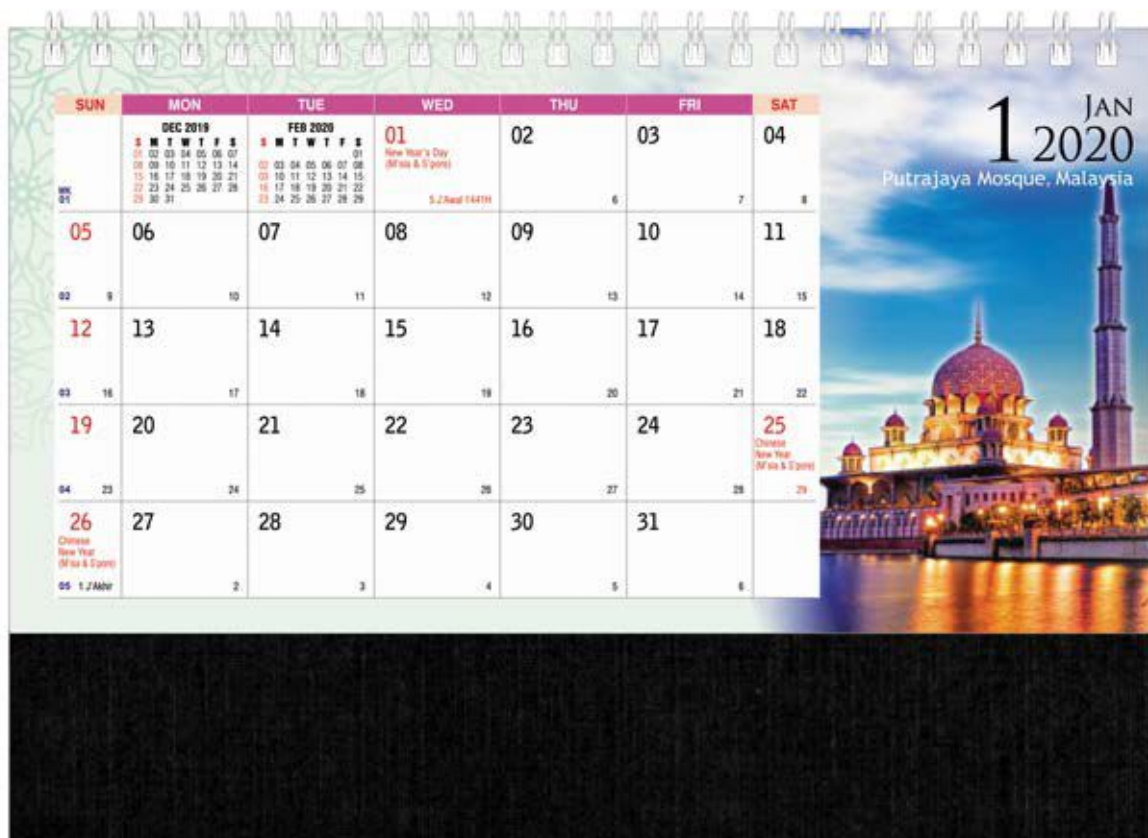 JAN
1 2020
Putrajaya Mosque, Malaysia
SUN MON TUE WED THU FRI SAT
DEC 2019
S M T W T F S
01 02 03 04 05 06 07
08 09 10 11 12 13 14
15 16 17 18 19 20 21
22 23 24 25 26 27 28
29 30 31
FEB 2020
S M T W T F S
01
02 03 04 05 06 07 08
09 10 11 12 13 14 15
16 17 18 19 20 21 22
23 24 25 26 27 28 29
01 02 03 04
New Year's Day
(M'sia & S'pore)
WK
01 5 J'Awal 1441H 6 7 8
05 06 07 08 09 10 11
02 9 10 11 12 13 14 15
12 13 14 15 16 17 18
03 16 17 18 19 20 21 22
19 20 21 22 23 24 25
Chinese
New Year
(M'sia & S'pore)
04 23 24 25 26 27 28 29
26 27 28 29 30 31
Chinese
New Year
(M'sia & S'pore)
05 1 J'Akhir 2 3 4 5 6